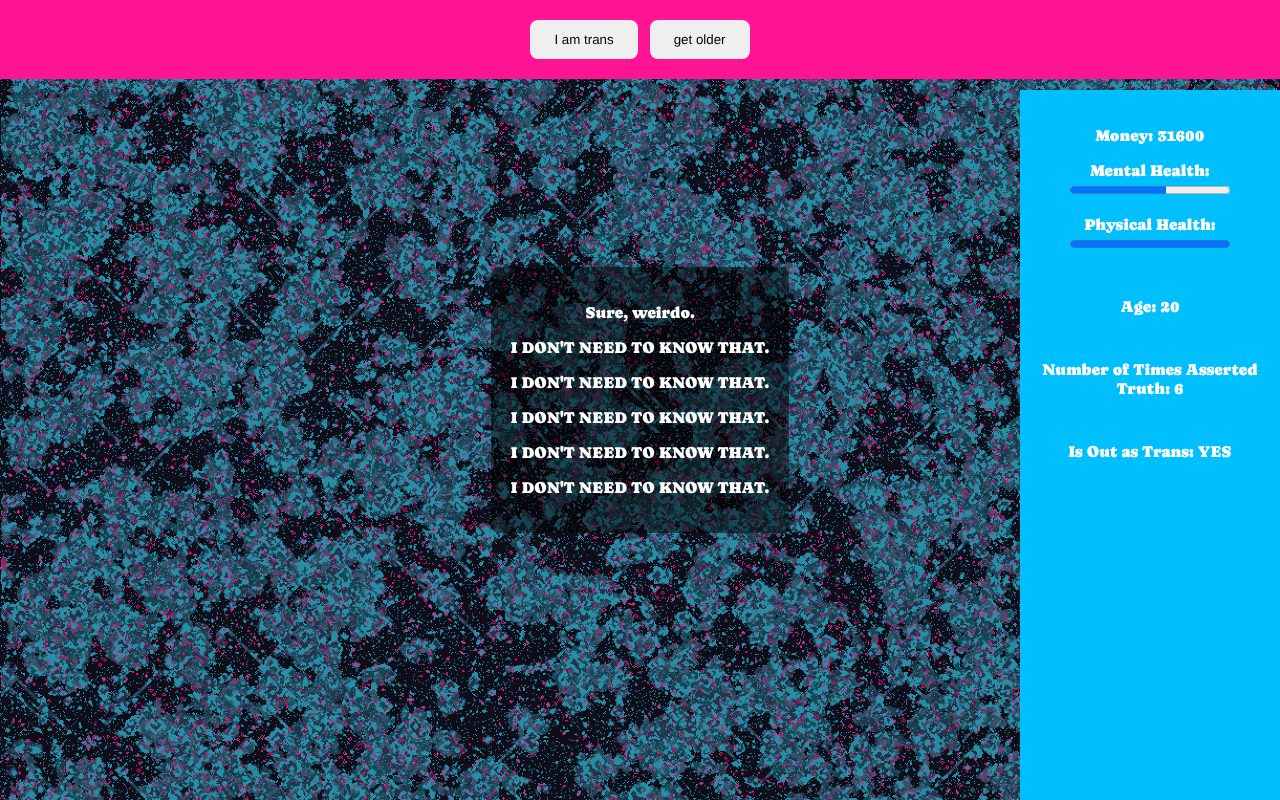 I am trans
get older
Sure, weirdo.
I DON'T NEED TO KNOW THAT.
I DON'T NEED TO KNOW THAT.
I DON'T NEED TO KNOW THAT.
I DON'T NEED TO KNOW THAT.
I DON'T NEED TO KNOW THAT.
Money: 31600
Mental Health:
Physical Health:
Age: 20
Number of Times Asserted
Truth: 6
Is Out as Trans: YES